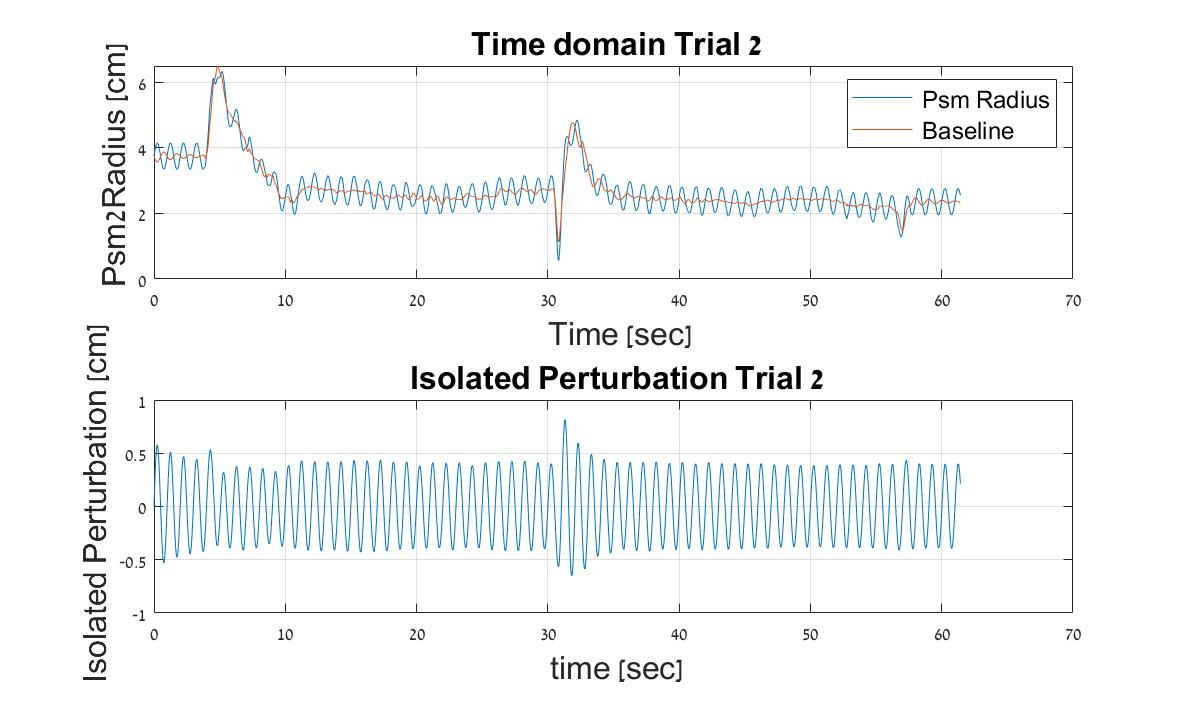 Time domain Trial 2
Psm2Radius [cm]
6
4
2
0
Psm Radius
Baseline
0 10 20 30 40 50 60 70
Time [sec]
Isolated Perturbation Trial 2
Isolated Perturbation [cm]
1
0.5
0
-0.5
-1
0 10 20 30 40 50 60 70
time [sec]